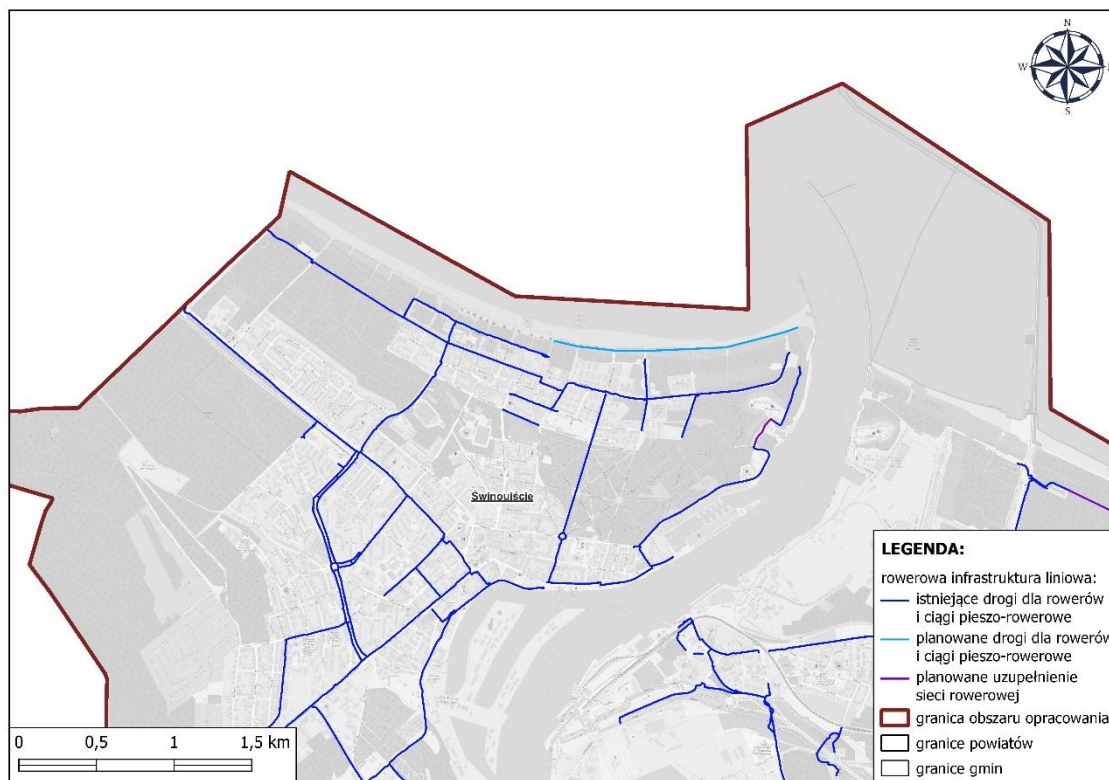 N
W
S
Świnoujście
LEGENDA:
rowerowa infrastruktura liniowa:
istniejące drogi dla rowerów
i ciągi pieszo-rowerowe
planowane drogi dla rowerów
i ciągi pieszo-rowerowe
planowane uzupełnienie
sieci rowerowej
granica obszaru opracowania
granice powiatów
granice gmin
0 0,5 1 1,5 km